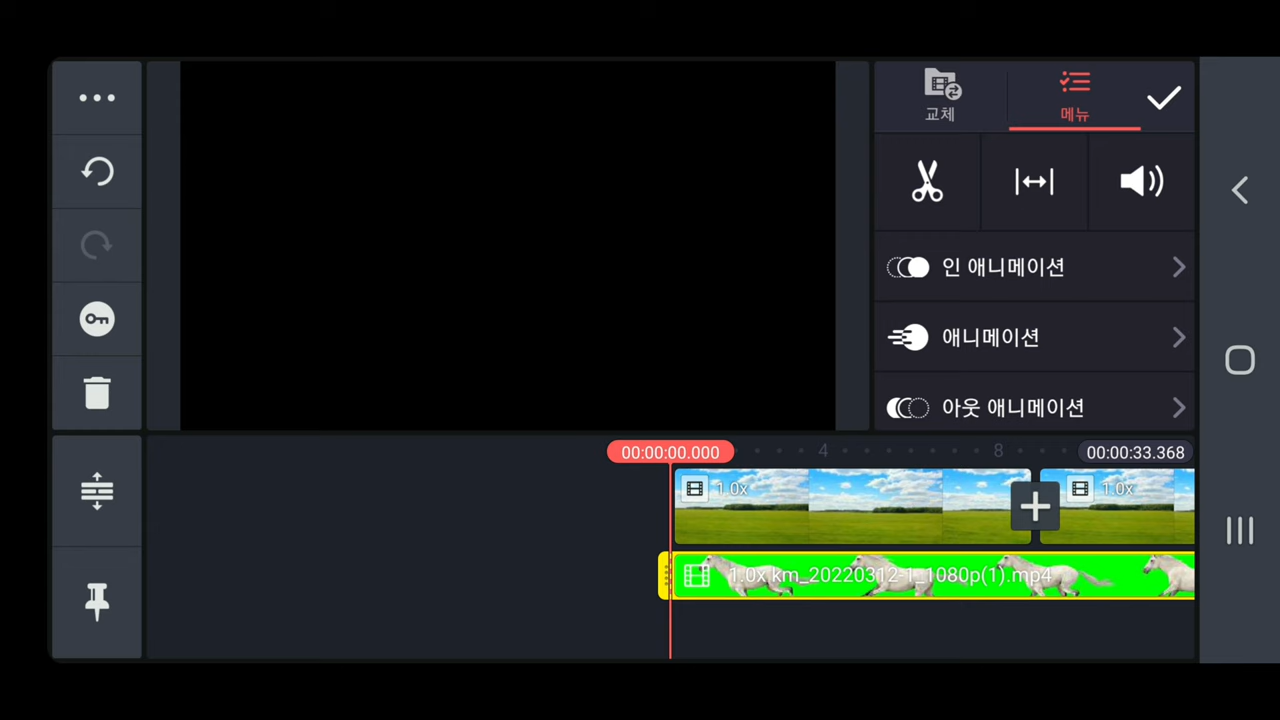 교체
메뉴
인 애니메이션
애니메이션
아웃 애니메이션
00:00:00.000
4
8
00:00:33.368
1.0x
1.0x
1.0x km_20220312-1_1080p(1).mp4